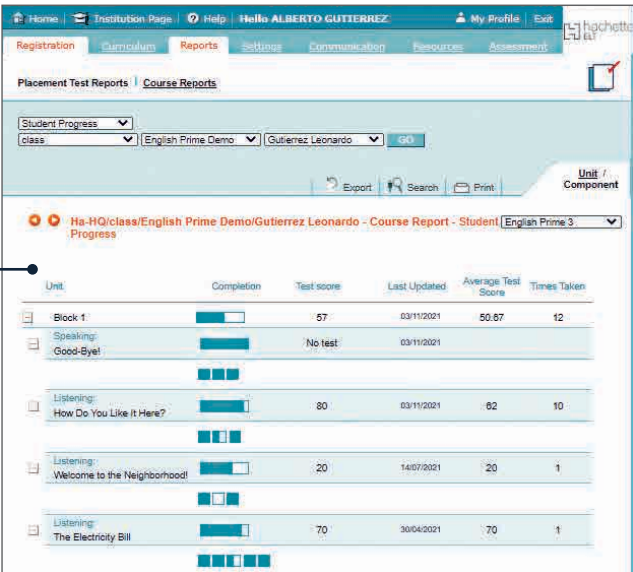 Home | Institution Page | Help | Hello ALBERTO GUTIERREZ
My Profile | Exit
hachette
Registration Curriculum Reports Settings Communication Resources Assessment
Placement Test Reports | Course Reports
Student Progress
class English Prime Demo Gutierrez Leonardo GO
Export | Search | Print
Unit /
Component
Ha-HQ/class/English Prime Demo/Gutierrez Leonardo - Course Report - Student English Prime 3
Progress
Unit Completion Test score Last Updated Average Test Score Times Taken
Block 1 57 03/11/2021 50.67 12
Speaking:
Good-Bye! No test 03/11/2021
Listening:
How Do You Like It Here? 80 03/11/2021 62 10
Listening:
Welcome to the Neighborhood! 20 14/07/2021 20 1
Listening:
The Electricity Bill 70 30/04/2021 70 1